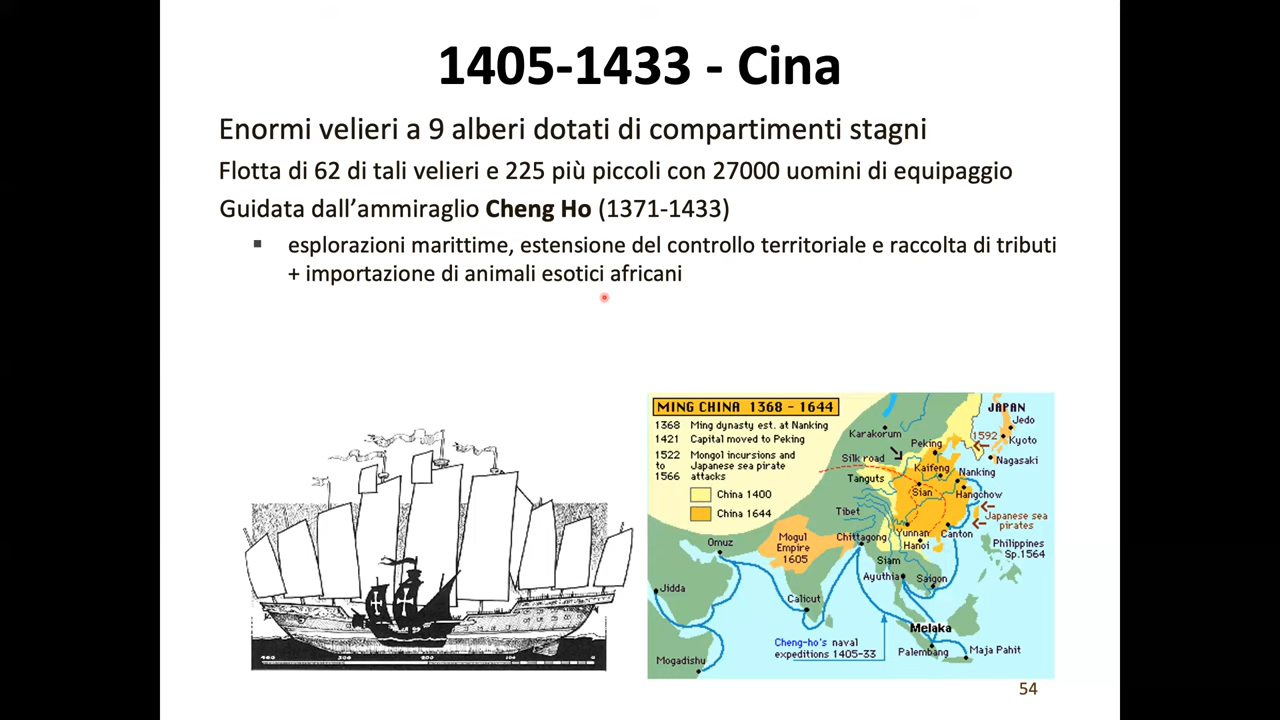 1405-1433 - Cina
Enormi velieri a 9 alberi dotati di compartimenti stagni
Flotta di 62 di tali velieri e 225 più piccoli con 27000 uomini di equipaggio
Guidata dall’ammiraglio Cheng Ho (1371-1433)
▪ esplorazioni marittime, estensione del controllo territoriale e raccolta di tributi
+ importazione di animali esotici africani
400 300 200 100 0
MING CHINA 1368 - 1644
1368 Ming dynasty est. at Nanking
1421 Capital moved to Peking
1522 Mongol incursions and
to Japanese sea pirate
1566 attacks
China 1400
China 1644
JAPAN
Jedo
1592
Kyoto
Nagasaki
Karakorum
Peking
Silk road
Kaifeng
Nanking
Tanguts
Sian
Hangchow
Tibet
Japanese sea
pirates
Yunnan
Canton
Hanoi
Chittagong
Omuz
Mogul
Empire
1605
Philippines
Sp.1564
Siam
Ayuthia
Saigon
Jidda
Calicut
Melaka
Cheng-ho's naval
expeditions 1405-33
Palembang
Maja Pahit
Mogadishu
54